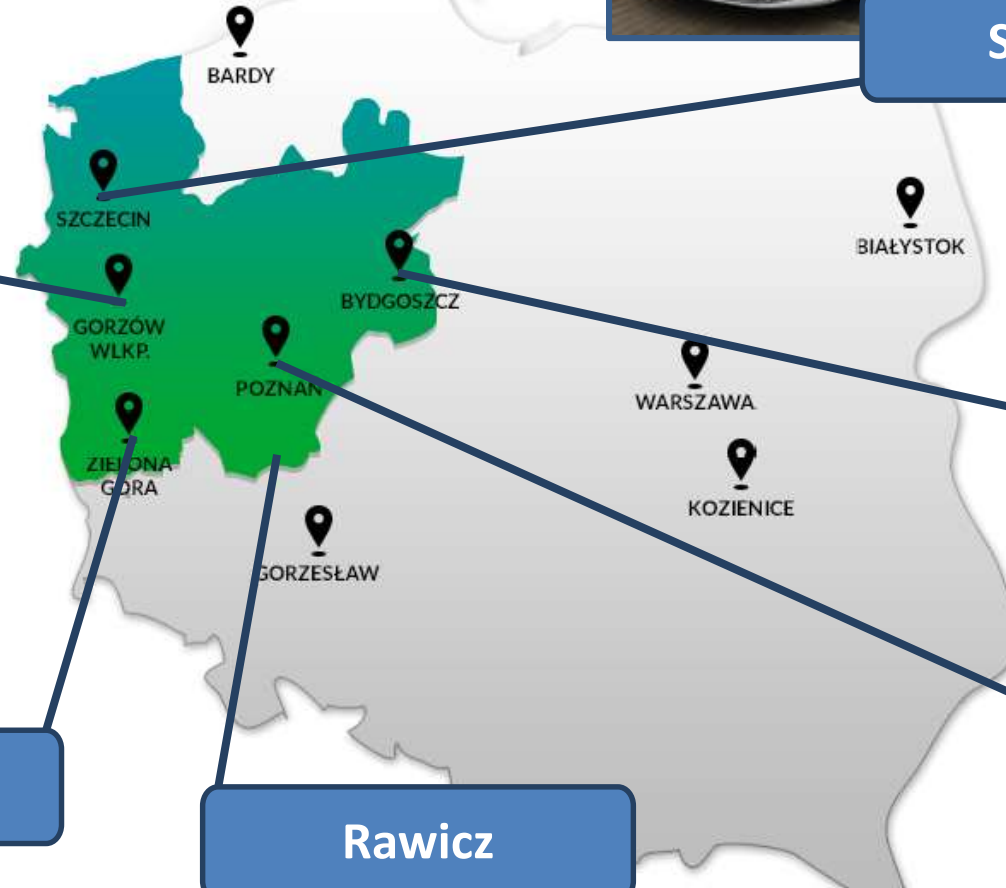 BARDY
S
SZCZECIN
BIAŁYSTOK
BYDGOSZCZ
GORZÓW
WLKP.
POZNAŃ
WARSZAWA
ZIELONA
GÓRA
KOZIENICE
GORZESŁAW
Rawicz